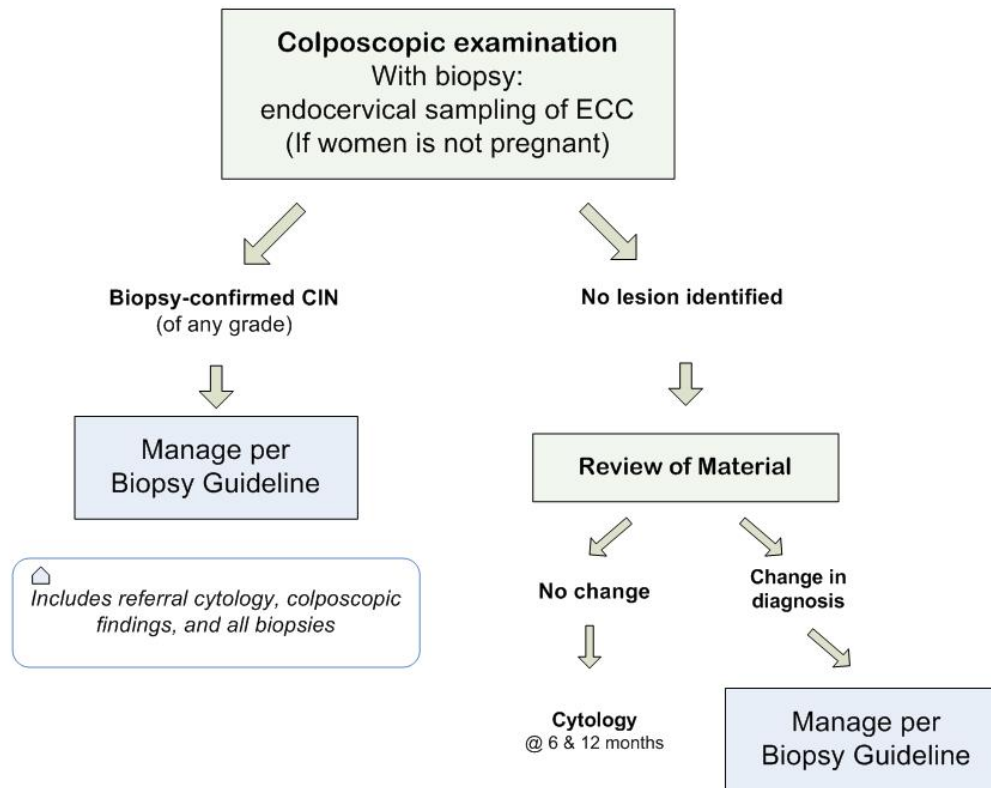 Colposcopic examination
With biopsy:
endocervical sampling of ECC
(If women is not pregnant)
Biopsy-confirmed CIN
(of any grade)
No lesion identified
Manage per
Biopsy Guideline
Review of Material
Includes referral cytology, colposcopic
findings, and all biopsies
No change
Change in
diagnosis
Cytology
@ 6 & 12 months
Manage per
Biopsy Guideline